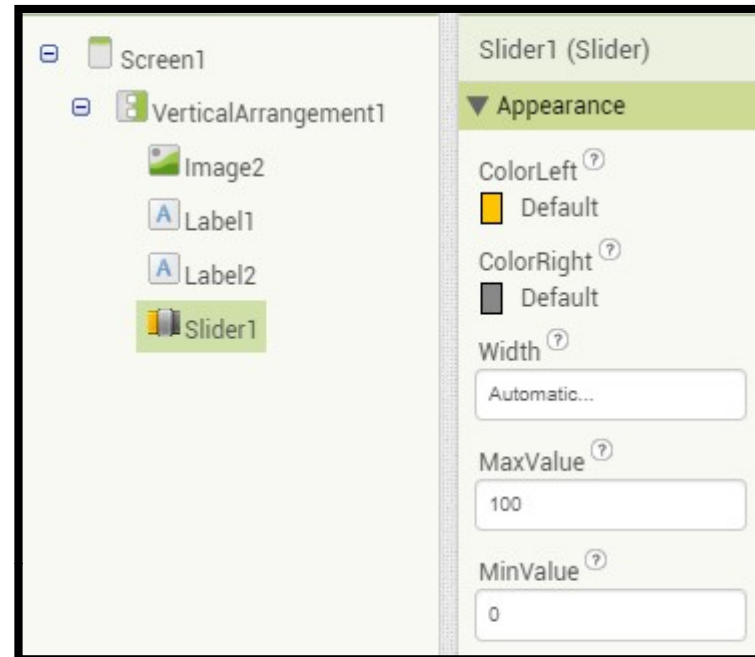 Screen1
VerticalArrangement1
Image2
A Label1
A Label2
Slider1
Slider1 (Slider)
Appearance
ColorLeft ?
Default
ColorRight ?
Default
Width ?
Automatic...
MaxValue ?
100
MinValue ?
0